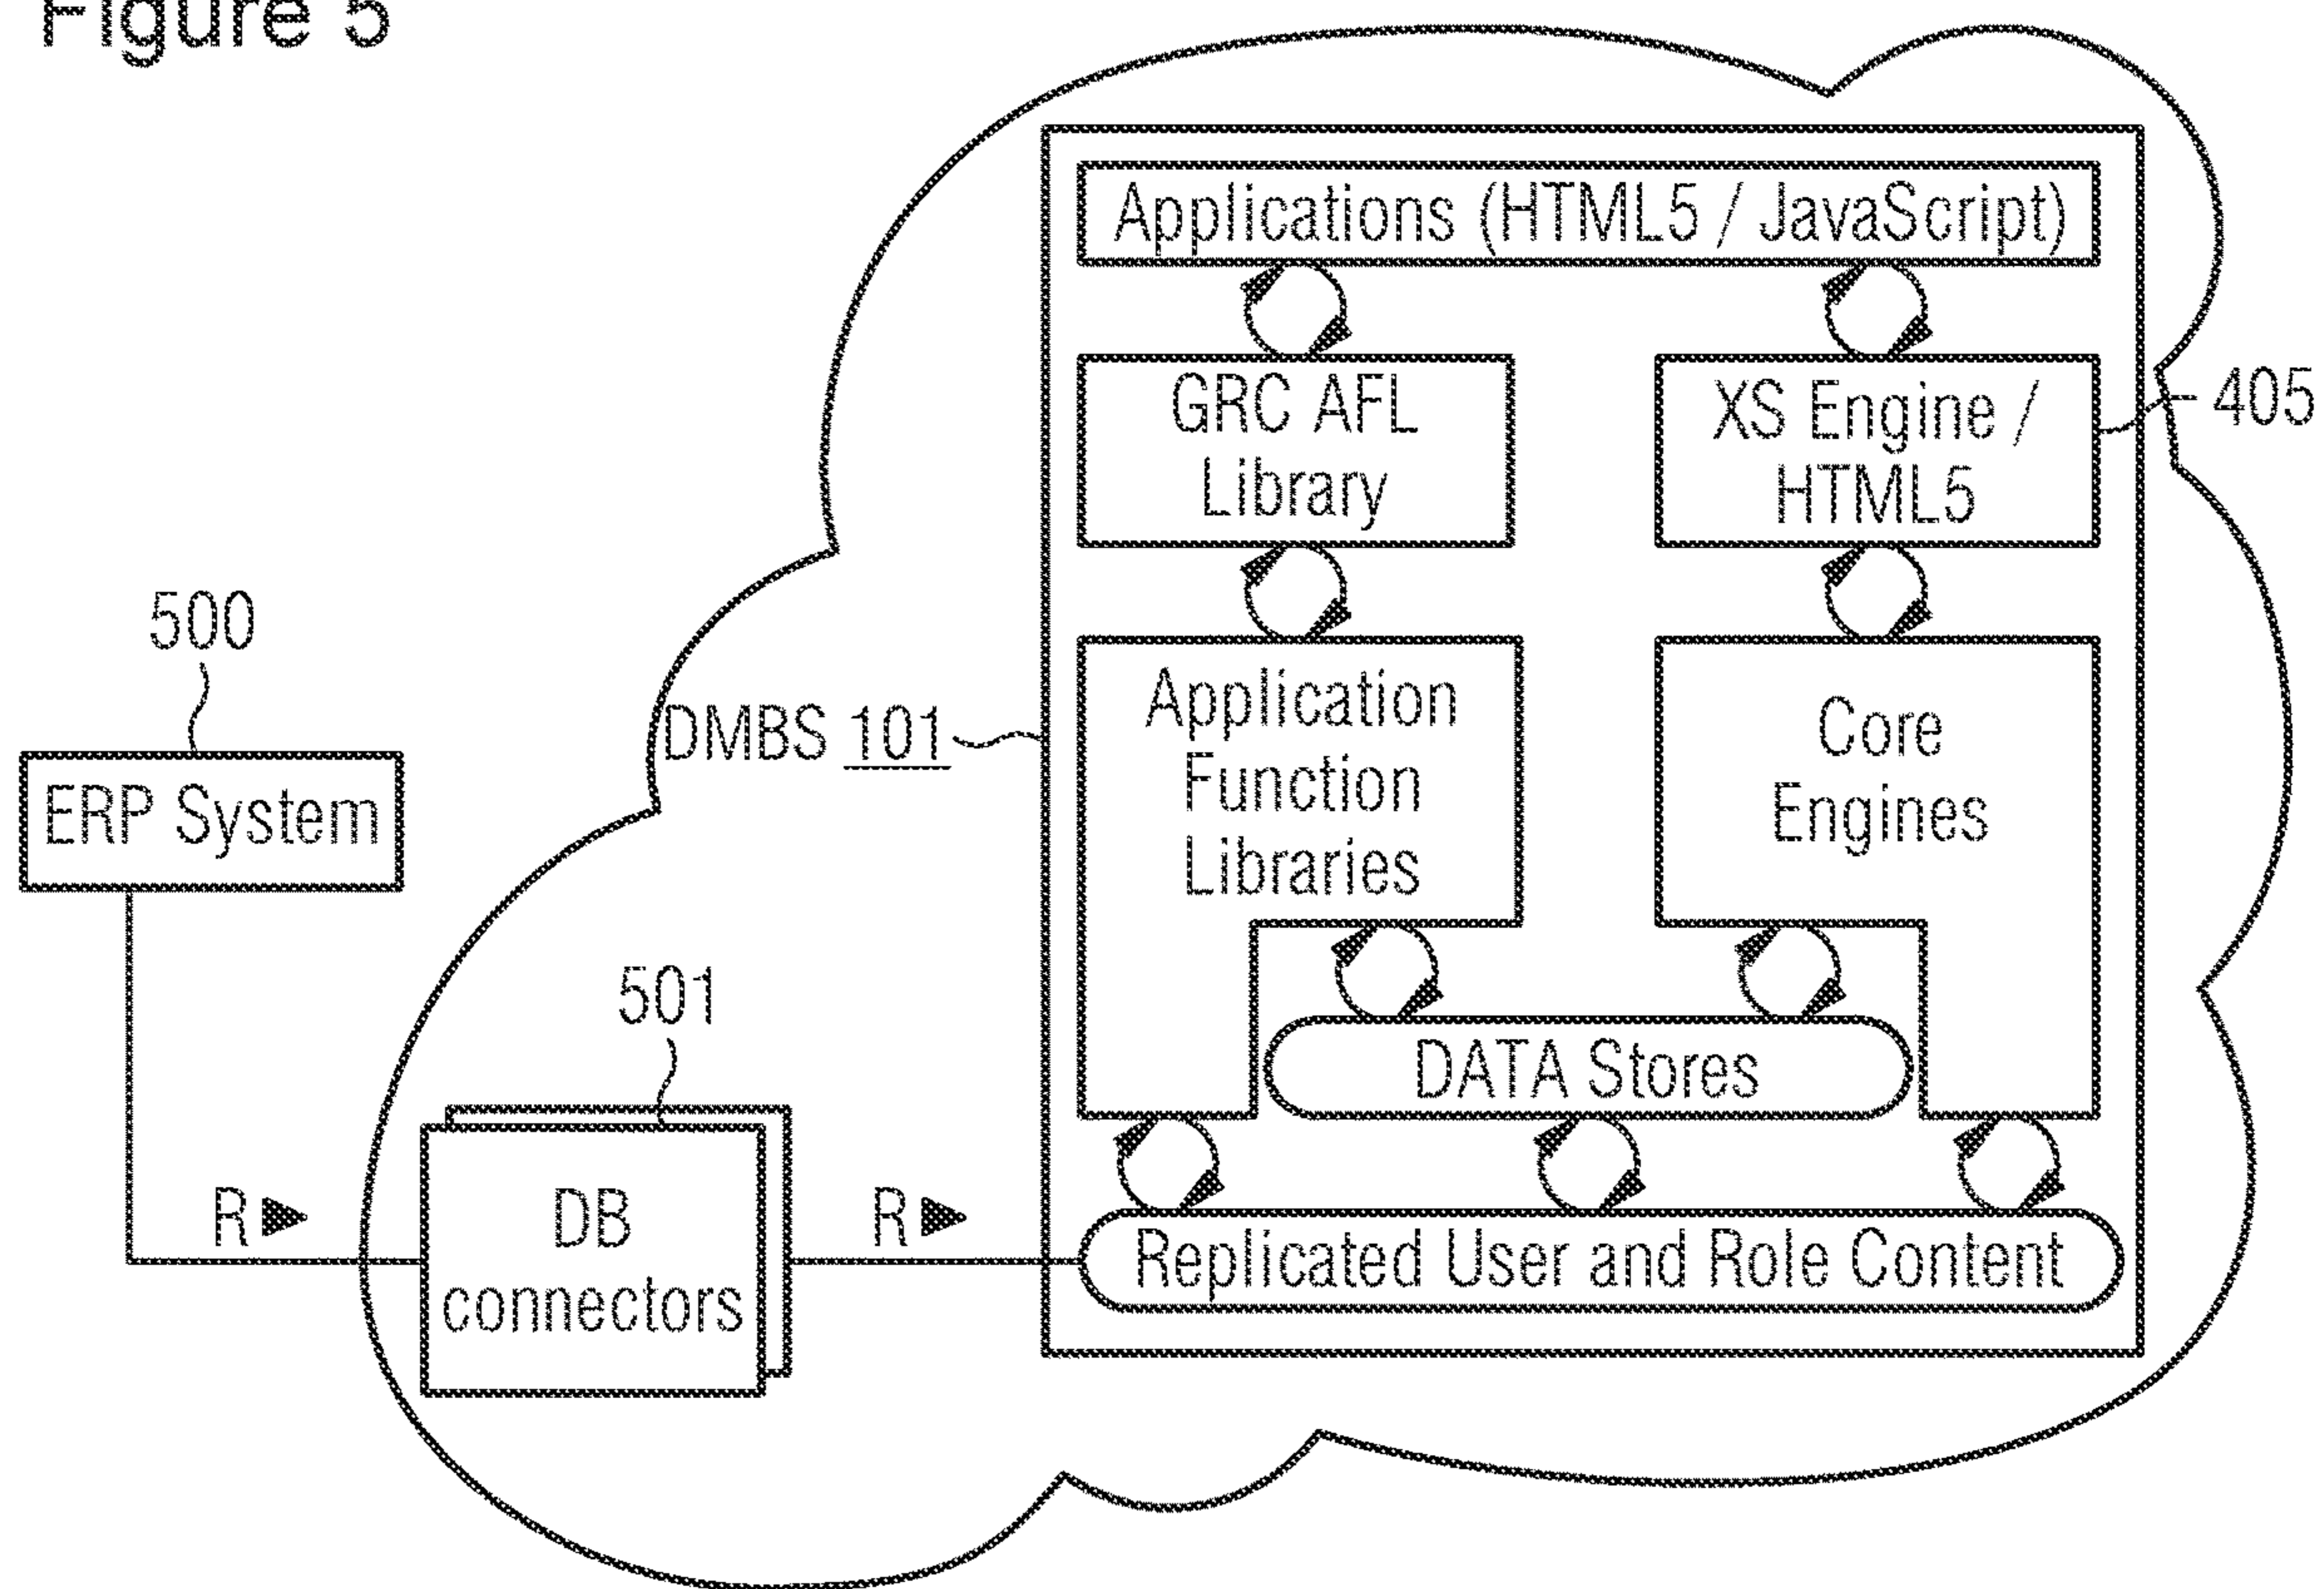 Figure 5
Applications (HTML5 / JavaScript)
GRC AFL
Library
XS Engine /
HTML5
405
500
ERP System
DMBS 101
Application
Function
Libraries
Core
Engines
501
DATA Stores
DB
connectors
R
R
Replicated User and Role Content